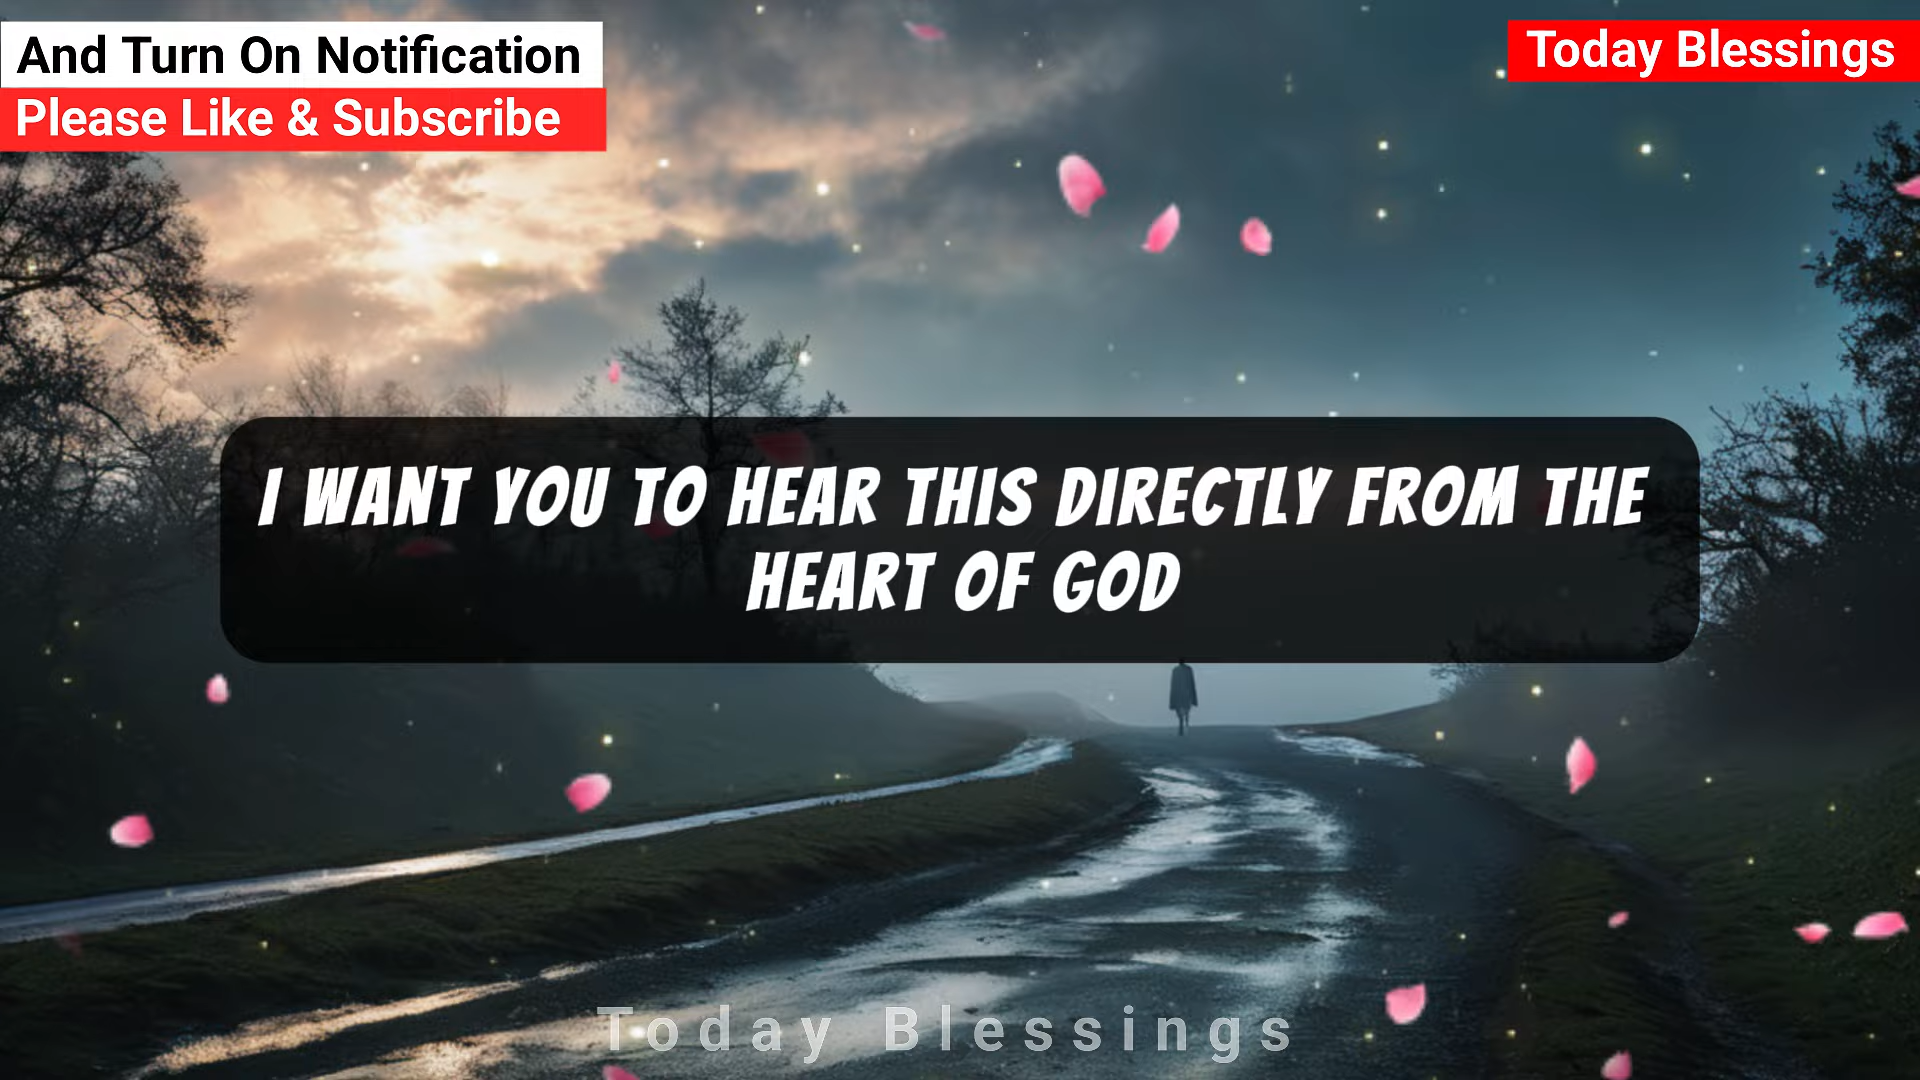 And Turn On Notification
Please Like & Subscribe
Today Blessings
I WANT YOU TO HEAR THIS DIRECTLY FROM THE
HEART OF GOD
Today Blessings